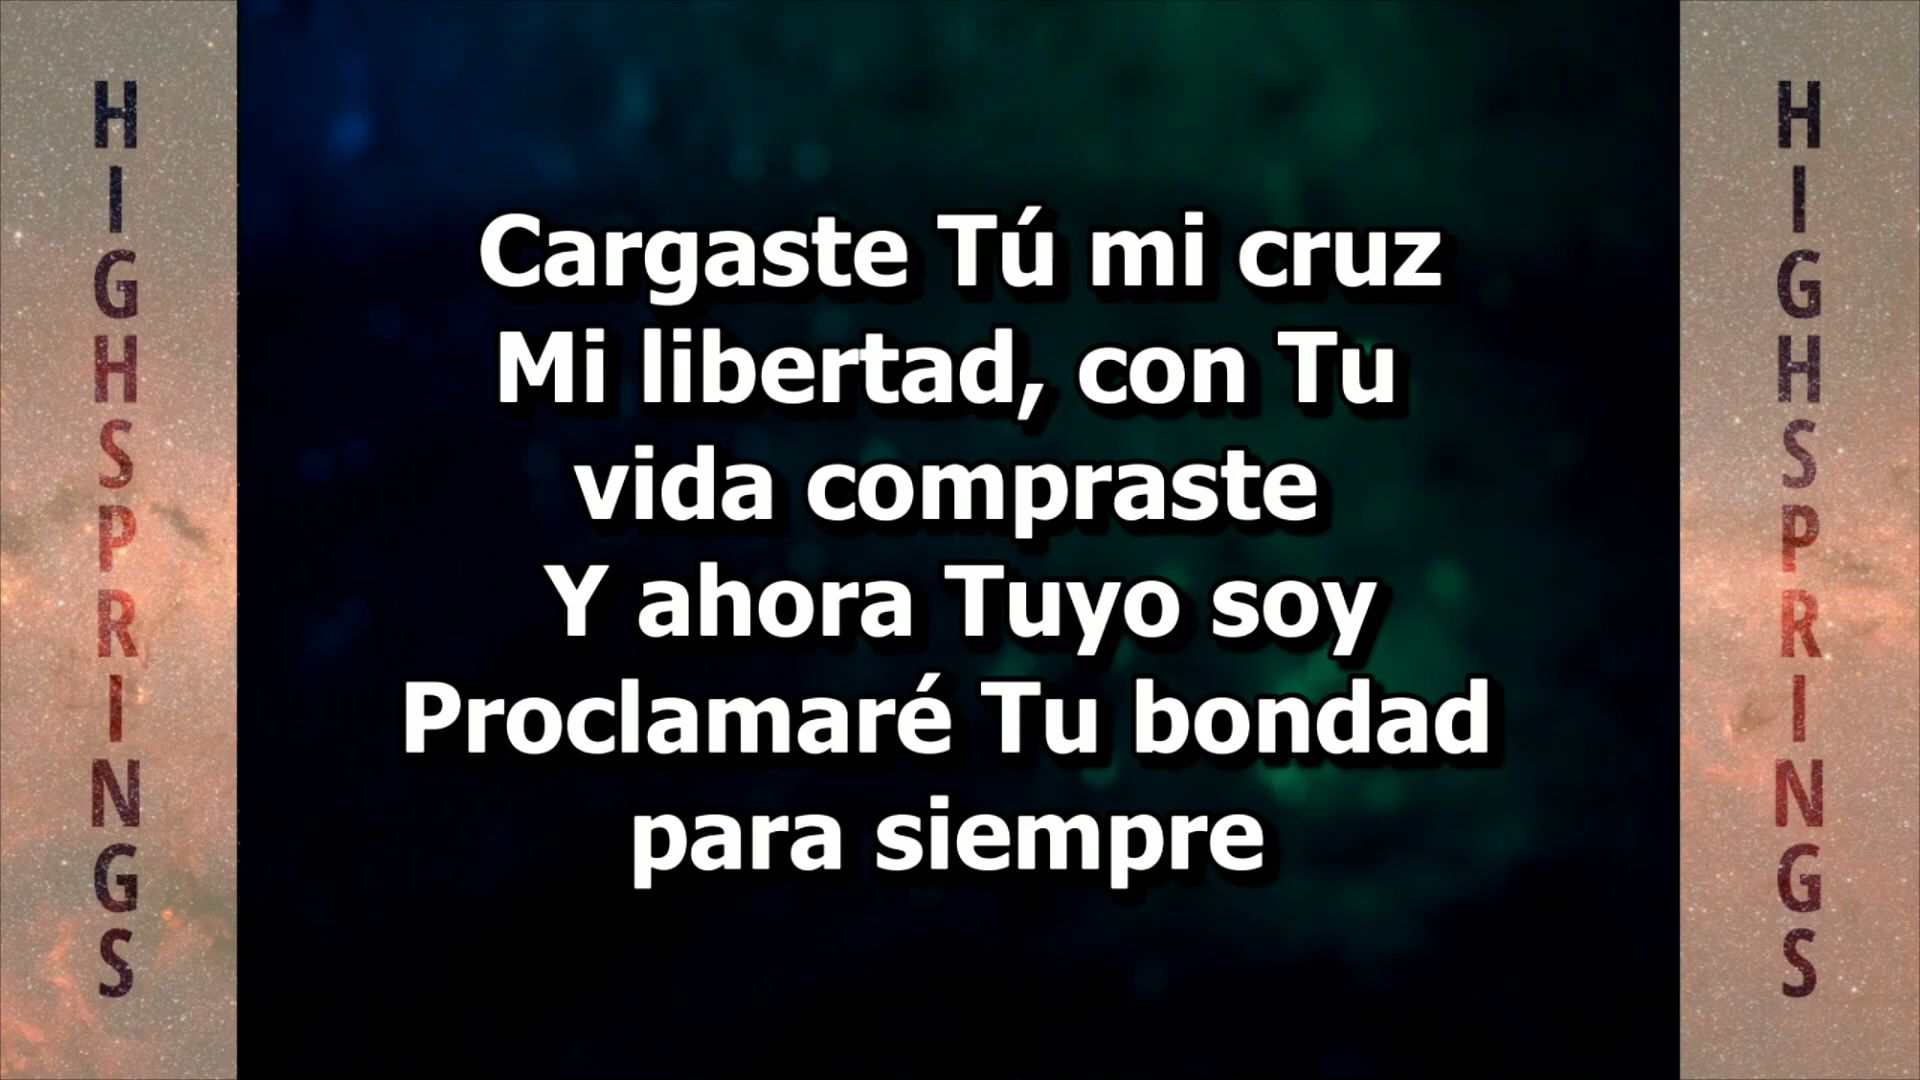 HIGHSPRINGS
Cargaste Tú mi cruz
Mi libertad, con Tu
vida compraste
Y ahora Tuyo soy
Proclamaré Tu bondad
para siempre
HIGHSPRINGS